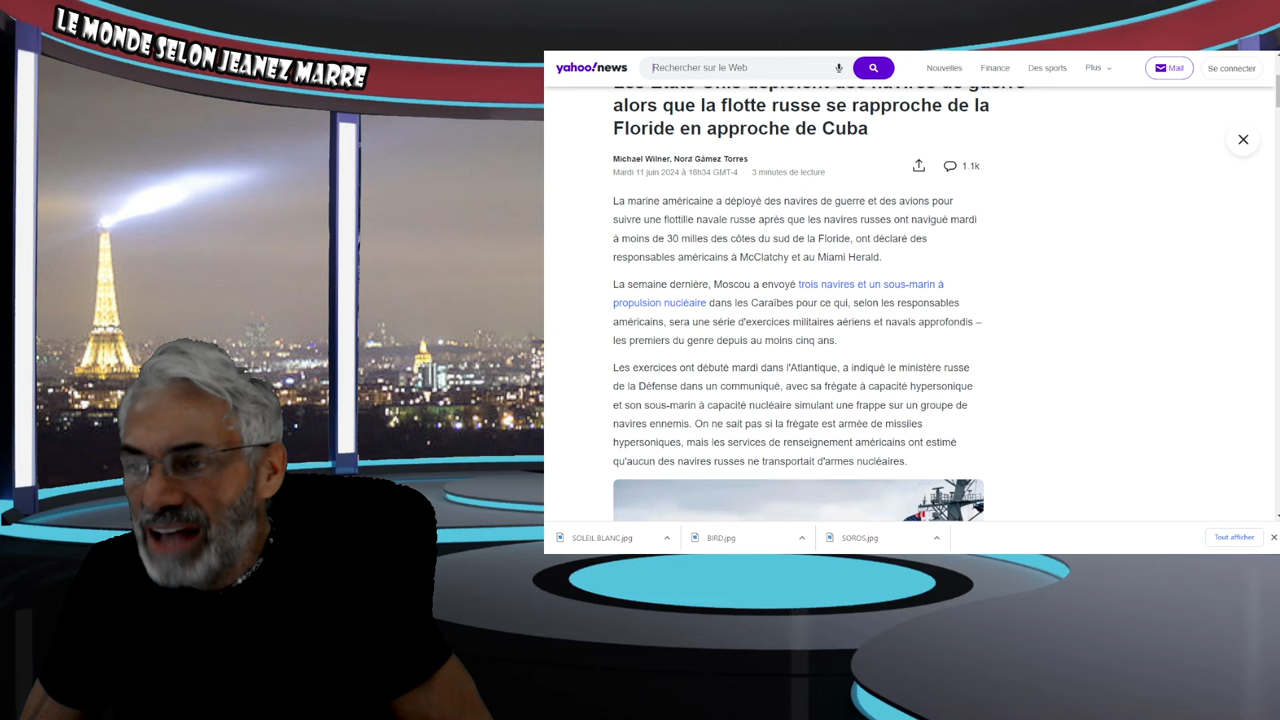 LE MONDE SELON JEANEZ MARRE
yahoo!news
Rechercher sur le Web
Nouvelles
Finance
Des sports
Plus
Mail
Se connecter
Les États-Unis déploient des navires de guerre
alors que la flotte russe se rapproche de la
Floride en approche de Cuba
Michael Wilner, Nora Gámez Torres
Mardi 11 juin 2024 à 18h34 GMT-4 · 3 minutes de lecture
1.1k
La marine américaine a déployé des navires de guerre et des avions pour
suivre une flottille navale russe après que les navires russes ont navigué mardi
à moins de 30 milles des côtes du sud de la Floride, ont déclaré des
responsables américains à McClatchy et au Miami Herald.
La semaine dernière, Moscou a envoyé trois navires et un sous-marin à
propulsion nucléaire dans les Caraïbes pour ce qui, selon les responsables
américains, sera une série d'exercices militaires aériens et navals approfondis –
les premiers du genre depuis au moins cinq ans.
Les exercices ont débuté mardi dans l'Atlantique, a indiqué le ministère russe
de la Défense dans un communiqué, avec sa frégate à capacité hypersonique
et son sous-marin à capacité nucléaire simulant une frappe sur un groupe de
navires ennemis. On ne sait pas si la frégate est armée de missiles
hypersoniques, mais les services de renseignement américains ont estimé
qu'aucun des navires russes ne transportait d'armes nucléaires.
SOLEIL BLANC.jpg
BIRD.jpg
SOROS.jpg
Tout afficher